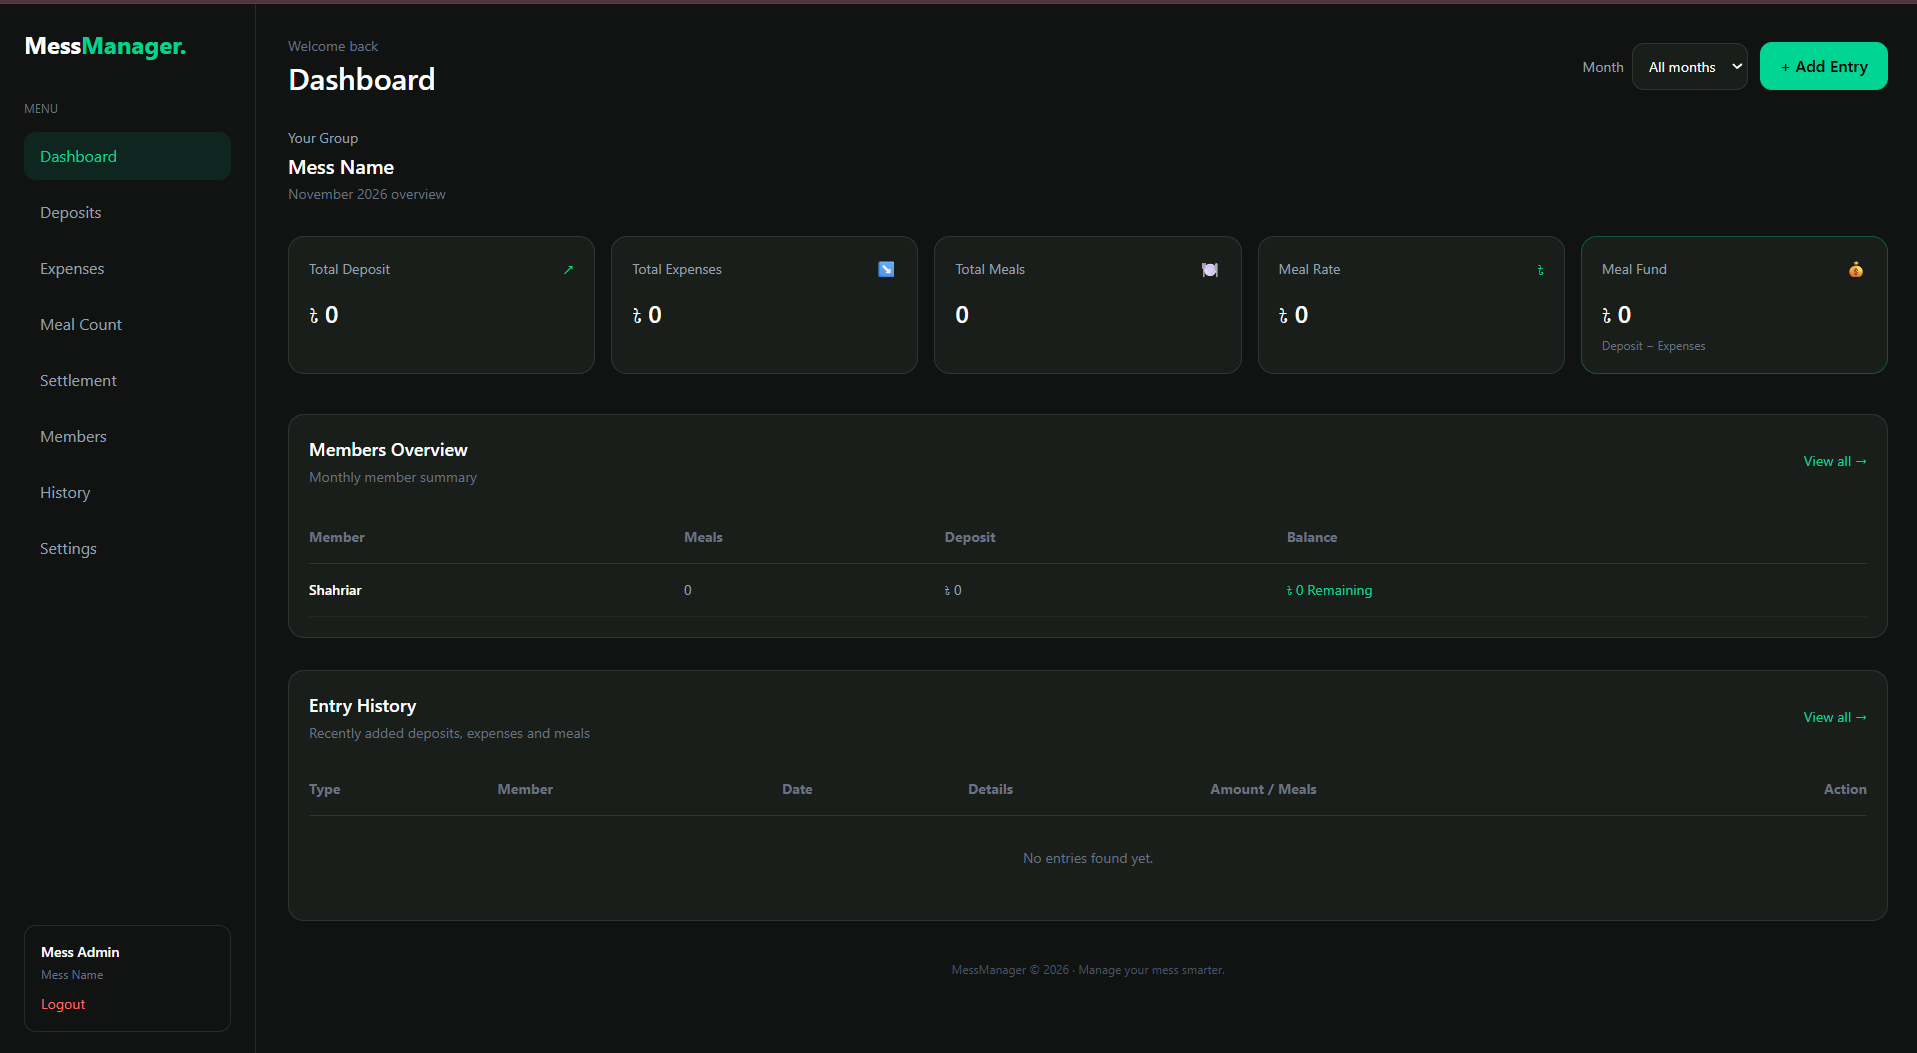 MessManager.
MENU
Dashboard
Deposits
Expenses
Meal Count
Settlement
Members
History
Settings
Mess Admin
Mess Name
Logout
Welcome back
Dashboard
Month
All months
+ Add Entry
Your Group
Mess Name
November 2026 overview
Total Deposit ↗
৳ 0
Total Expenses ↘
৳ 0
Total Meals
0
Meal Rate ৳
৳ 0
Meal Fund
৳ 0
Deposit − Expenses
Members Overview
Monthly member summary
View all →
Member Meals Deposit Balance
Shahriar 0 ৳ 0 ৳ 0 Remaining
Entry History
Recently added deposits, expenses and meals
View all →
Type Member Date Details Amount / Meals Action
No entries found yet.
MessManager © 2026 · Manage your mess smarter.